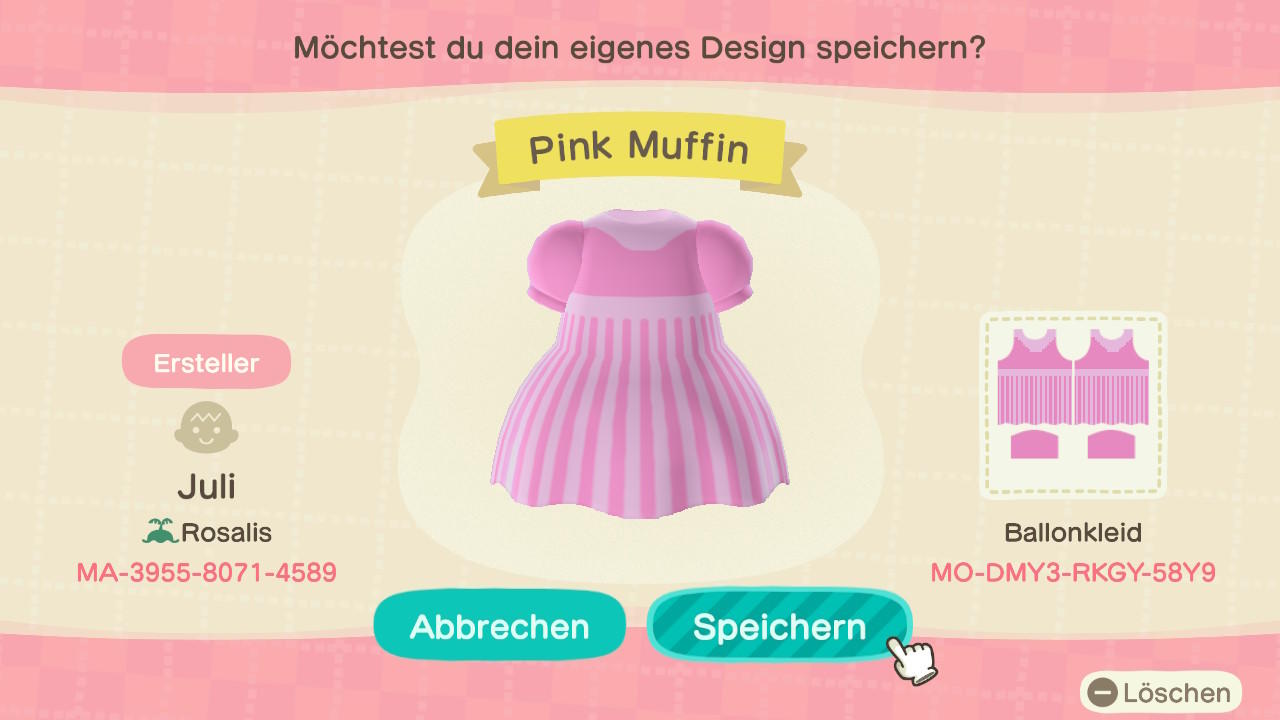 Möchtest du dein eigenes Design speichern?
Pink Muffin
Ersteller
Juli
Rosalis
MA-3955-8071-4589
Ballonkleid
MO-DMY3-RKGY-58Y9
Abbrechen
Speichern
Löschen